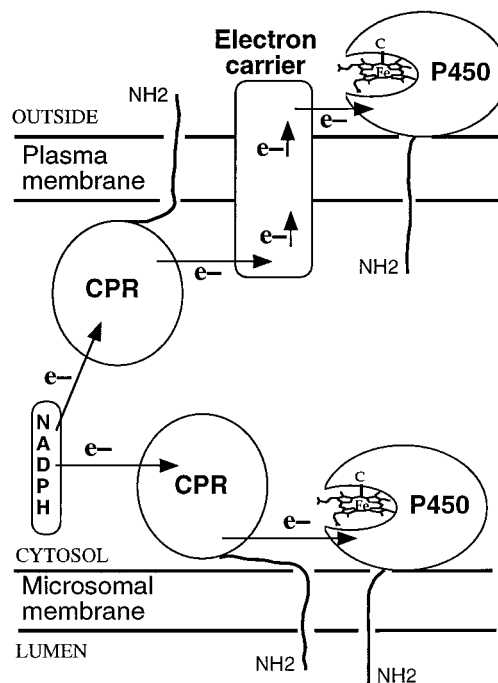 Electron
carrier
C
Fe
P450
NH2
OUTSIDE
e–
e–
Plasma
membrane
e–
NH2
CPR
e–
e–
NADPH
e–
CPR
C
Fe
P450
e–
CYTOSOL
Microsomal
membrane
LUMEN
NH2
NH2